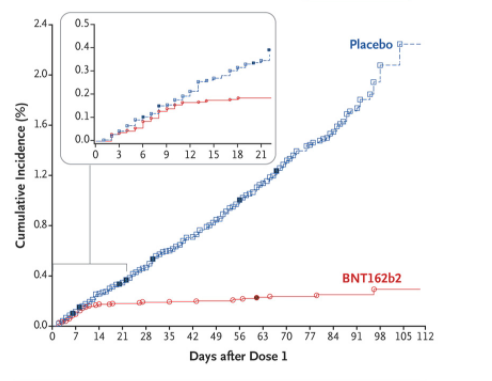 2.4
2.0
1.6
1.2
0.8
0.4
0.0
Cumulative Incidence (%)
0.5
0.4
0.3
0.2
0.1
0.0
0 3 6 9 12 15 18 21
Placebo
BNT162b2
0 7 14 21 28 35 42 49 56 63 70 77 84 91 98 105 112
Days after Dose 1